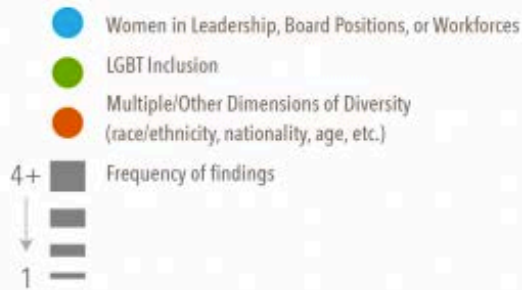 Women in Leadership, Board Positions, or Workforces
LGBT Inclusion
Multiple/Other Dimensions of Diversity
(race/ethnicity, nationality, age, etc.)
4+ Frequency of findings
1